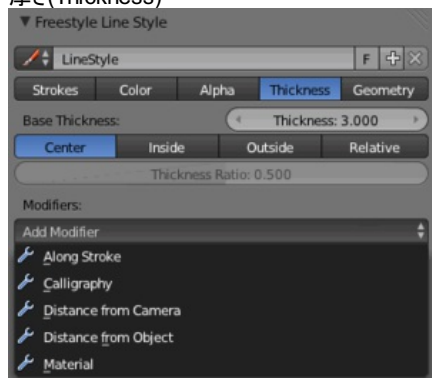 厚さ(Thickness)
Freestyle Line Style
LineStyle F
Strokes Color Alpha Thickness Geometry
Base Thickness: Thickness: 3.000
Center Inside Outside Relative
Thickness Ratio: 0.500
Modifiers:
Add Modifier
Along Stroke
Calligraphy
Distance from Camera
Distance from Object
Material